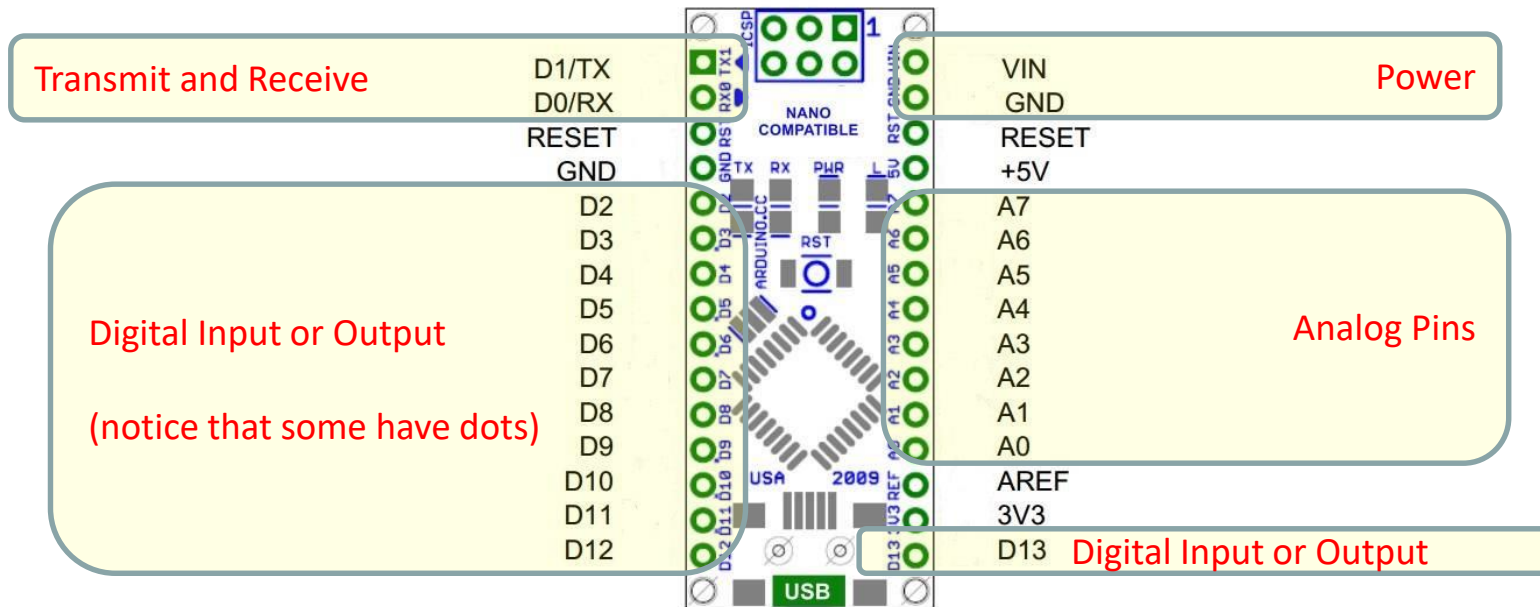 Transmit and Receive
D1/TX
D0/RX
RESET
GND
D2
D3
D4
D5
D6
D7
D8
D9
D10
D11
D12
Digital Input or Output
(notice that some have dots)
ICSP
1
TX1
RX0
RST
GND
D2
D3
D4
D5
D6
D7
D8
D9
D10
D11
D12
NANO
COMPATIBLE
TX RX PWR L
ARDUINO.CC
RST
USA 2009
USB
VIN
GND
RST
5V
A7
A6
A5
A4
A3
A2
A1
A0
REF
3V3
D13
VIN
GND
RESET
+5V
A7
A6
A5
A4
A3
A2
A1
A0
AREF
3V3
D13
Power
Analog Pins
Digital Input or Output